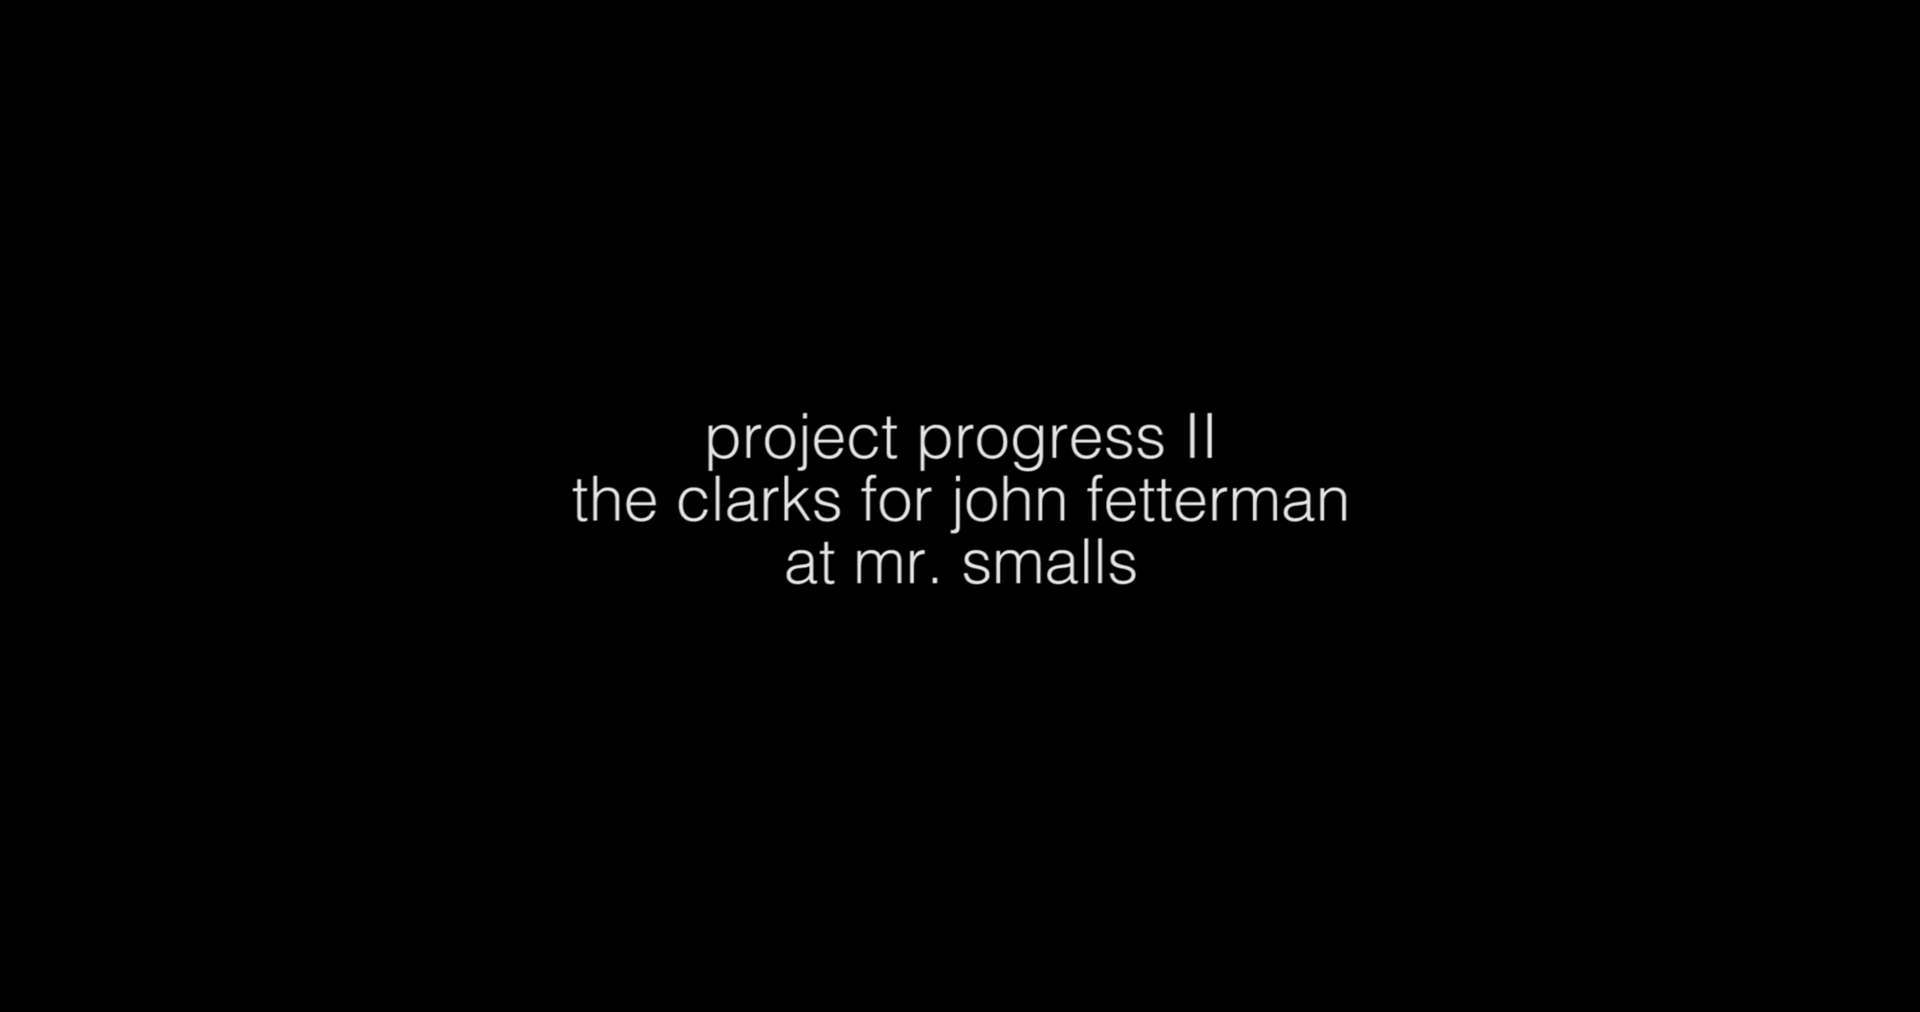 project progress II
the clarks for john fetterman
at mr. smalls